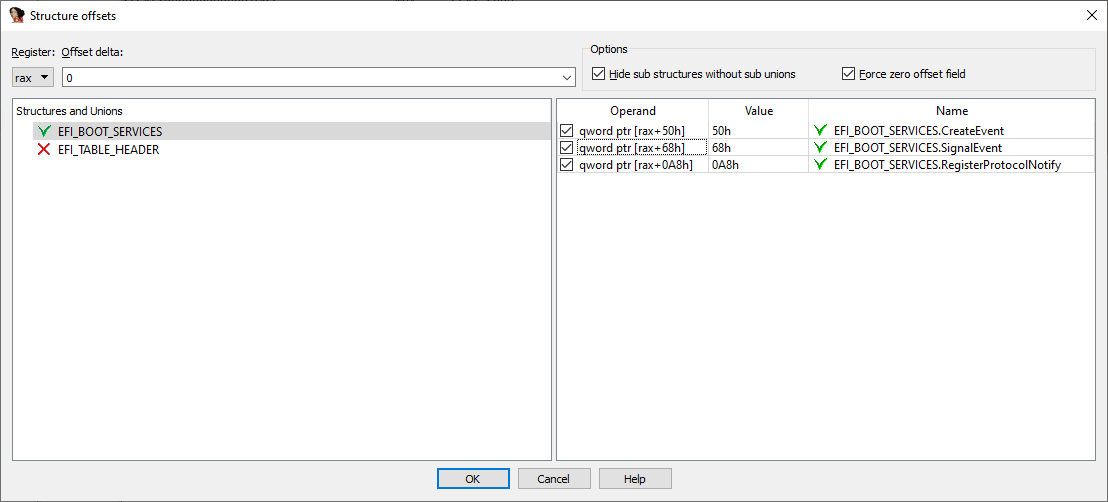 Structure offsets
Register: Offset delta:
rax 0
Options
Hide sub structures without sub unions Force zero offset field
Structures and Unions
EFI_BOOT_SERVICES
EFI_TABLE_HEADER
Operand Value Name
qword ptr [rax+50h] 50h EFI_BOOT_SERVICES.CreateEvent
qword ptr [rax+68h] 68h EFI_BOOT_SERVICES.SignalEvent
qword ptr [rax+0A8h] 0A8h EFI_BOOT_SERVICES.RegisterProtocolNotify
OK Cancel Help